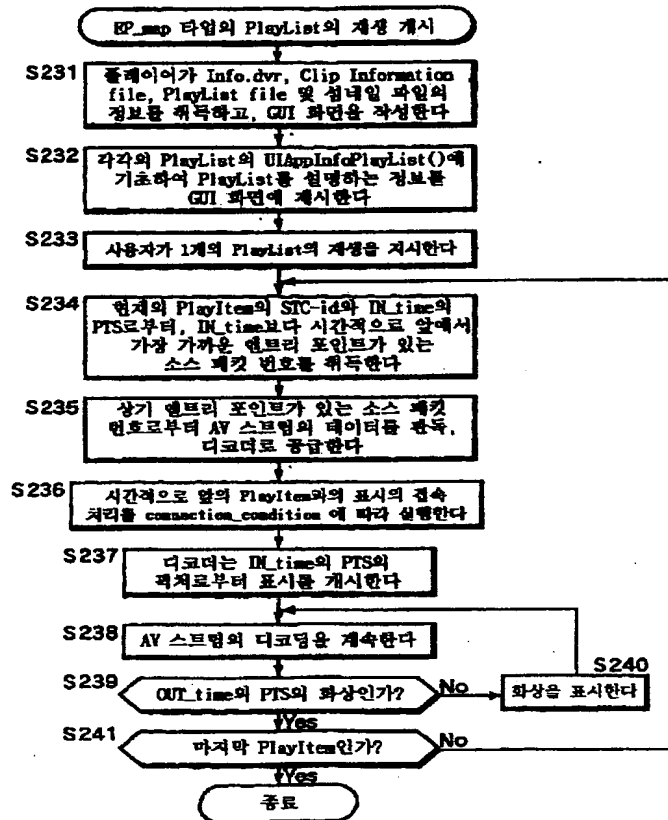 EP_map 타입의 PlayList의 재생 개시
S231
플레이어가 Info.dvr, Clip Information
file, PlayList file 및 섬네일 파일의
정보를 취득하고, GUI 화면을 작성한다
S232
각각의 PlayList의 UIAppInfoPlayList()에
기초하여 PlayList를 설명하는 정보를
GUI 화면에 제시한다
S233
사용자가 1개의 PlayList의 재생을 지시한다
S234
현재의 PlayItem의 STC-id와 IN_time의
PTS로부터, IN_time보다 시간적으로 앞에서
가장 가까운 엔트리 포인트가 있는
소스 패킷 번호를 취득한다
S235
상기 엔트리 포인트가 있는 소스 패킷
번호로부터 AV 스트림의 데이터를 판독,
디코더로 공급한다
S236
시간적으로 앞의 PlayItem와의 표시의 접속
처리를 connection_condition 에 따라 실행한다
S237
디코더는 IN_time의 PTS의
픽처로부터 표시를 개시한다
S238
AV 스트림의 디코딩을 계속한다
S239
OUT_time의 PTS의 화상인가?
No
S240
화상을 표시한다
Yes
S241
마지막 PlayItem인가?
No
Yes
종료